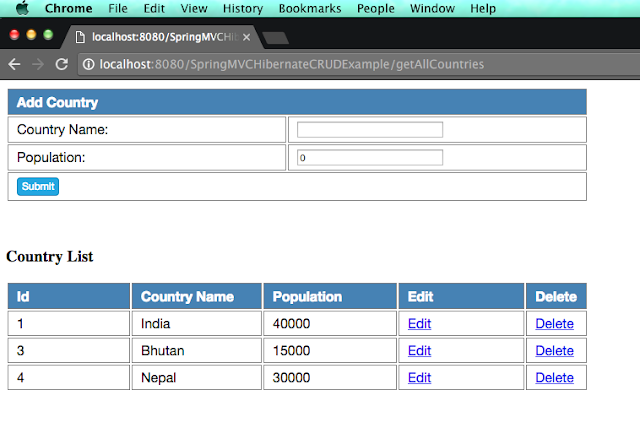 Chrome File Edit View History Bookmarks People Window Help
localhost:8080/SpringMVCHib
localhost:8080/SpringMVCHibernateCRUDExample/getAllCountries
Add Country
Country Name:
Population: 0
Submit
Country List
Id Country Name Population Edit Delete
1 India 40000 Edit Delete
3 Bhutan 15000 Edit Delete
4 Nepal 30000 Edit Delete